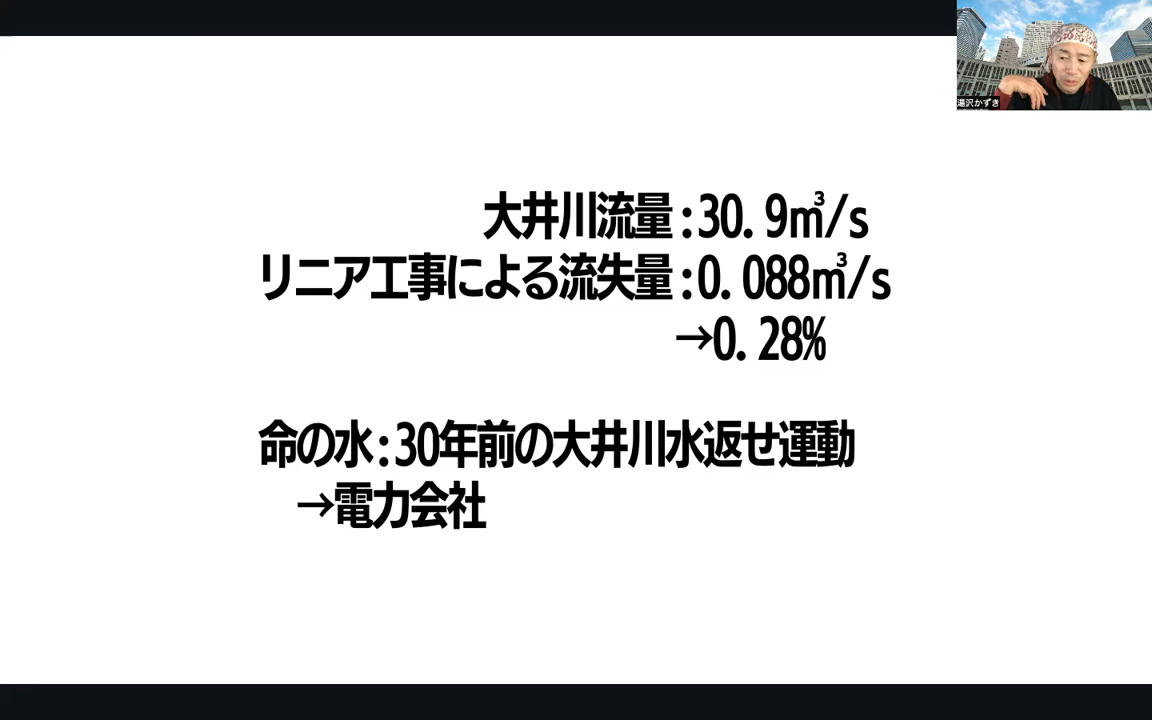 湯沢かずき
大井川流量:30.9㎥/s
リニア工事による流失量:0.088㎥/s
→0.28%
命の水:30年前の大井川水返せ運動
→電力会社